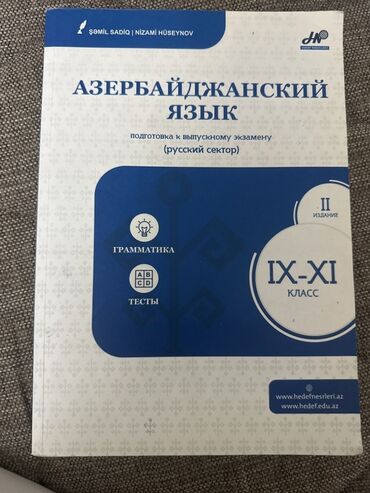 ŞƏMİL SADİQ | NİZAMİ HÜSEYNOV
АЗЕРБАЙДЖАНСКИЙ
ЯЗЫК
подготовка к выпускному экзамену
(русский сектор)
II
ИЗДАНИЕ
ГРАММАТИКА
IX-XI
КЛАСС
A B
C D
ТЕСТЫ
www.hedefnesrleri.az
www.hedef.edu.az